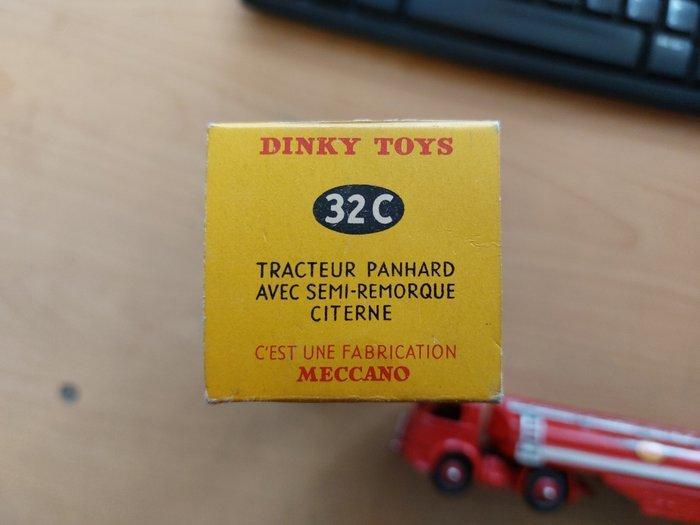 DINKY TOYS
32C
TRACTEUR PANHARD
AVEC SEMI-REMORQUE
CITERNE
C'EST UNE FABRICATION
MECCANO